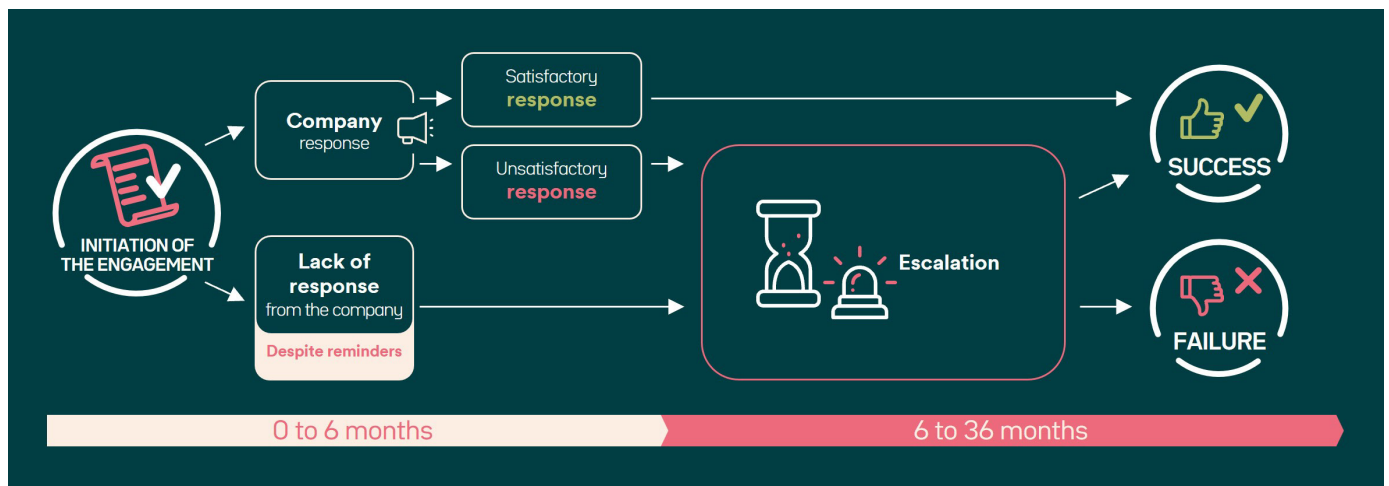 INITIATION OF
THE ENGAGEMENT
Company
response
Satisfactory
response
Unsatisfactory
response
Lack of
response
from the company
Despite reminders
Escalation
SUCCESS
FAILURE
0 to 6 months
6 to 36 months